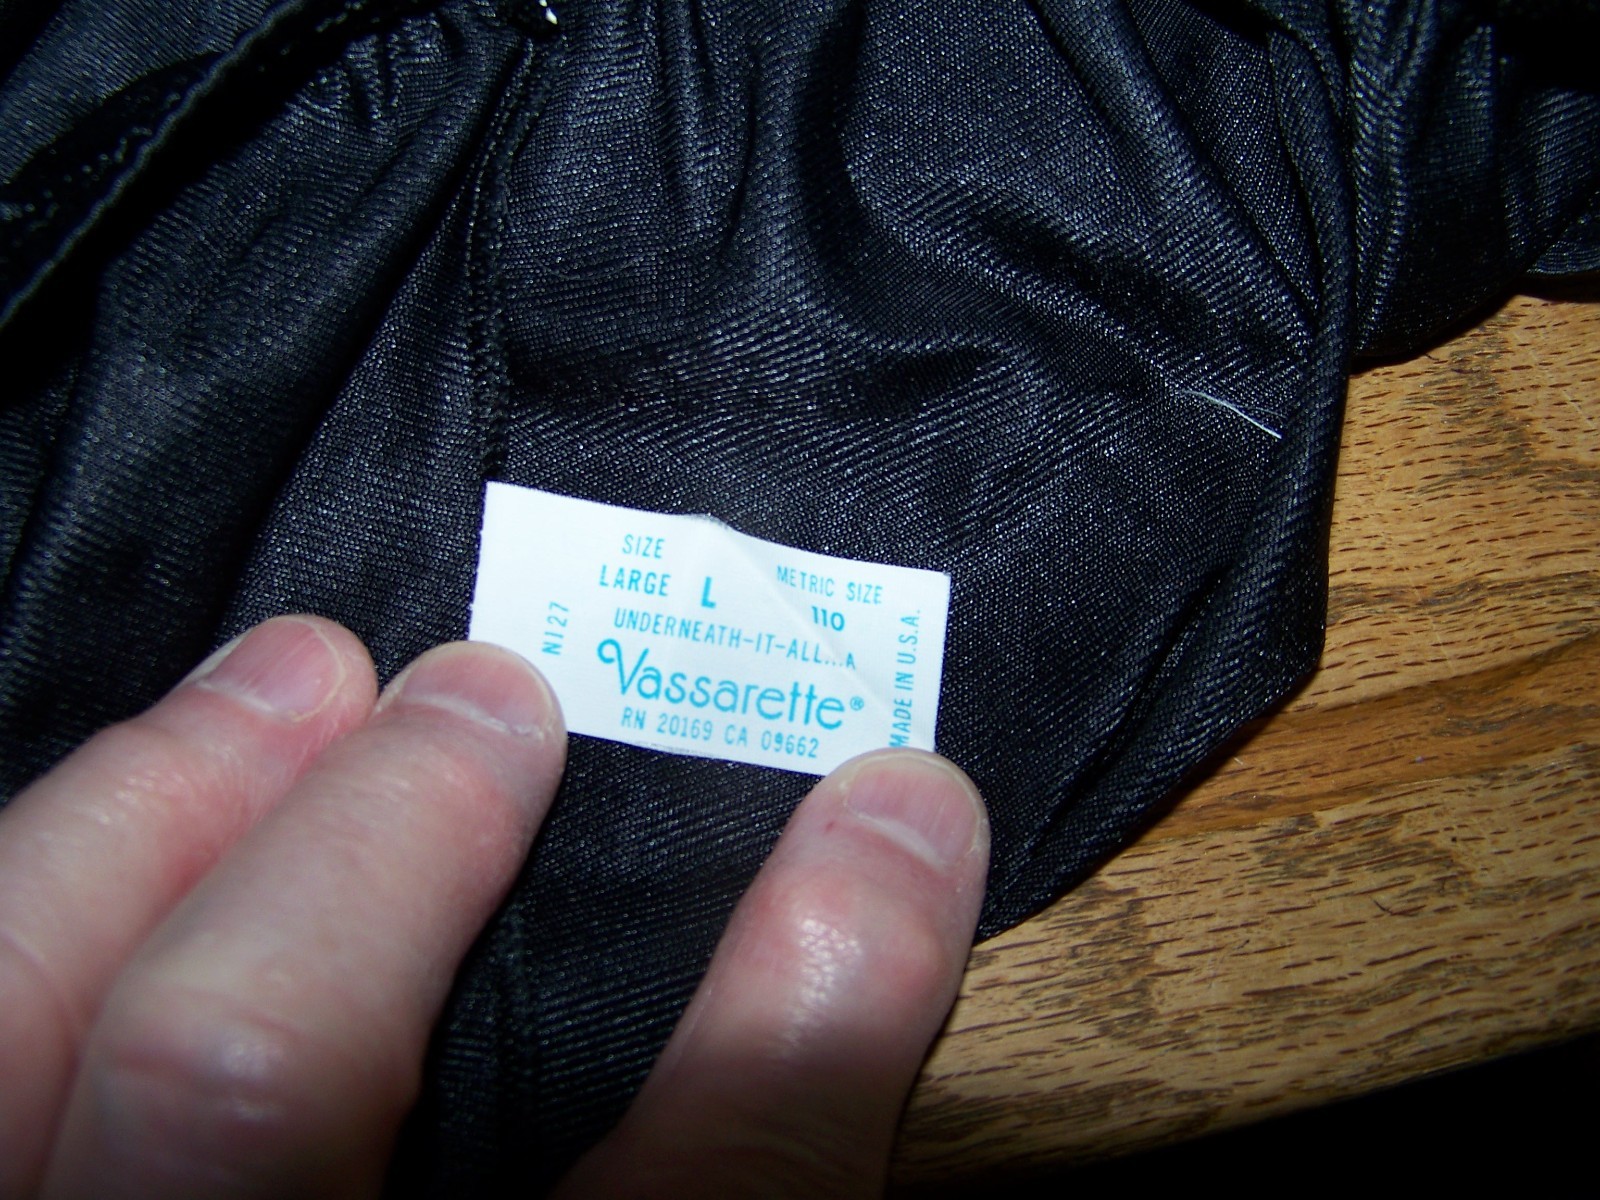 SIZE
LARGE L
METRIC SIZE
110
UNDERNEATH-IT-ALL...A
Vassarette®
RN 20169 CA 09662
N127
MADE IN U.S.A.